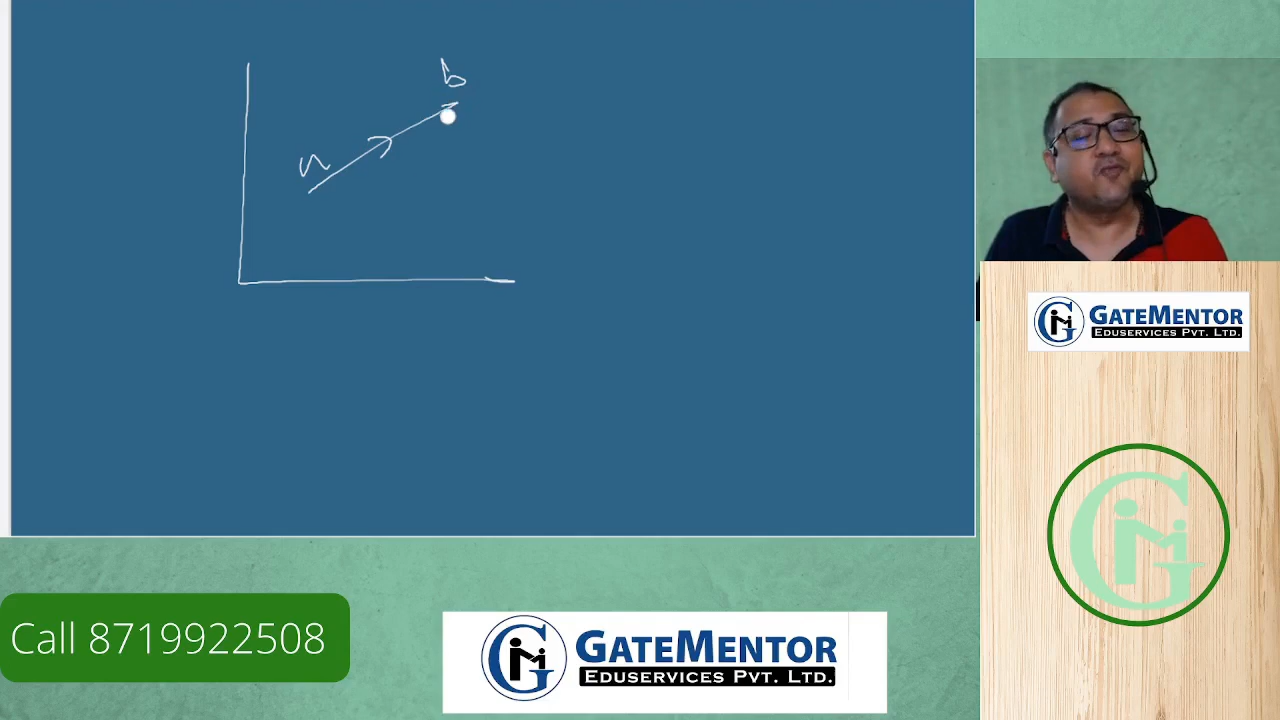 b
a
GATEMENTOR
EDUSERVICES PVT. LTD.
Call 8719922508
GATEMENTOR
EDUSERVICES PVT. LTD.